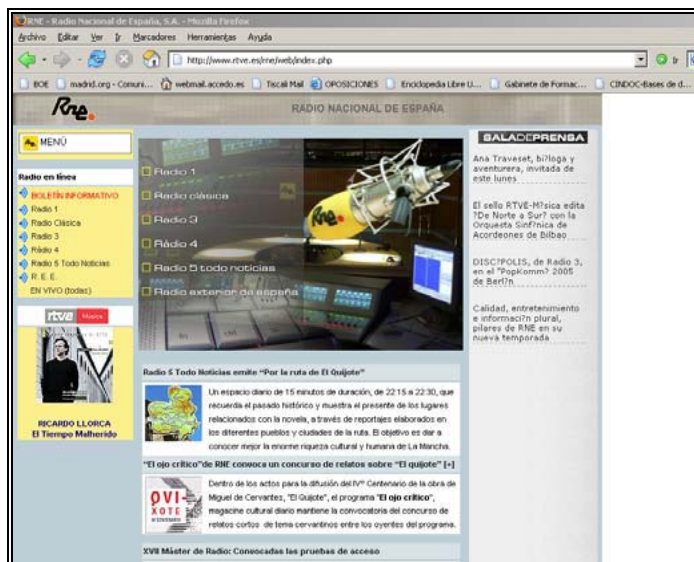 RNE - Radio Nacional de España, S.A. - Mozilla Firefox
Archivo Editar Ver Ir Marcadores Herramientas Ayuda
http://www.rtve.es/rne/web/index.php
Ir
BOE madrid.org - Comuni... webmail.accedo.es Tiscali Mail OPOSICIONES Enciclopedia Libre U... Gabinete de Formac... CINDOC-Bases de d...
Rne.
RADIO NACIONAL DE ESPAÑA
MENÚ
Radio en línea
BOLETÍN INFORMATIVO
Radio 1
Radio Clásica
Radio 3
Ràdio 4
Radio 5 Todo Noticias
R. E. E.
EN VIVO (todas)
rtve Música
RICARDO LLORCA
El Tiempo Malherido
Radio 1
Radio clásica
Radio 3
Ràdio 4
Radio 5 todo noticias
Radio exterior de españa
Rne.
Radio 5 Todo Noticias emite “Por la ruta de El Quijote”
Un espacio diario de 15 minutos de duración, de 22:15 a 22:30, que
recuerda el pasado histórico y muestra el presente de los lugares
relacionados con la novela, a través de reportajes elaborados en
los diferentes pueblos y ciudades de la ruta. El objetivo es dar a
conocer mejor la enorme riqueza cultural y humana de La Mancha.
“El ojo crítico”de RNE convoca un concurso de relatos sobre “El quijote” [+]
QVI-
XOTE
IV CENTENARIO
Dentro de los actos para la difusión del IVº Centenario de la obra de
Miguel de Cervantes, "El Quijote", el programa "El ojo crítico",
magacine cultural diario mantiene la convocatoria del concurso de
relatos cortos de tema cervantinos entre los oyentes del programa.
XVII Máster de Radio: Convocadas las pruebas de acceso
SALADEPRENSA
Ana Traveset, bi?loga y
aventurera, invitada de
este lunes
El sello RTVE-M?sica edita
?De Norte a Sur? con la
Orquesta Sinf?nica de
Acordeones de Bilbao
DISC?POLIS, de Radio 3,
en el "PopKomm? 2005
de Berl?n
Calidad, entretenimiento
e informaci?n plural,
pilares de RNE en su
nueva temporada